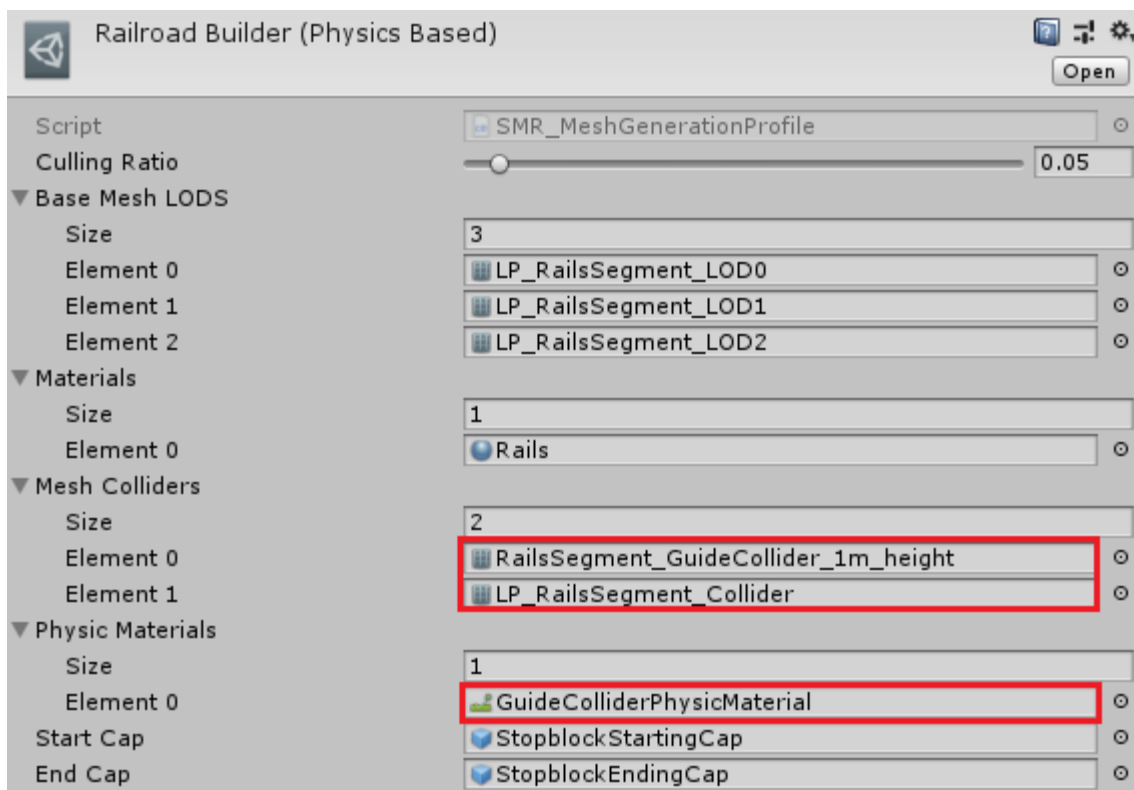 Railroad Builder (Physics Based)
Open
Script SMR_MeshGenerationProfile
Culling Ratio 0.05
Base Mesh LODS
Size 3
Element 0 LP_RailsSegment_LOD0
Element 1 LP_RailsSegment_LOD1
Element 2 LP_RailsSegment_LOD2
Materials
Size 1
Element 0 Rails
Mesh Colliders
Size 2
Element 0 RailsSegment_GuideCollider_1m_height
Element 1 LP_RailsSegment_Collider
Physic Materials
Size 1
Element 0 GuideColliderPhysicMaterial
Start Cap StopblockStartingCap
End Cap StopblockEndingCap